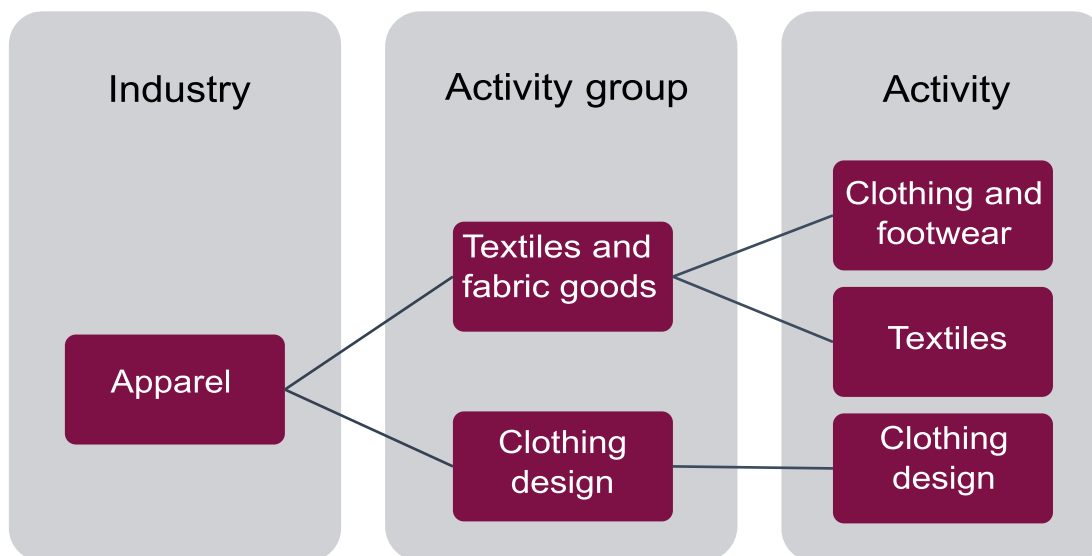 Industry
Activity group
Activity
Apparel
Textiles and
fabric goods
Clothing
design
Clothing and
footwear
Textiles
Clothing
design